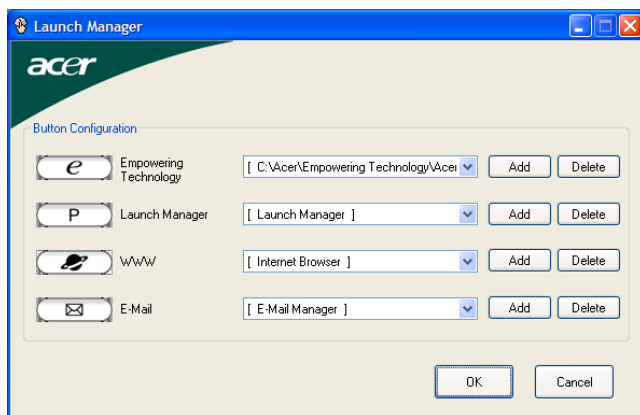 Launch Manager
acer
Button Configuration
e Empowering Technology [ C:\Acer\Empowering Technology\Acer Add Delete
P Launch Manager [ Launch Manager ] Add Delete
WWW [ Internet Browser ] Add Delete
E-Mail [ E-Mail Manager ] Add Delete
OK Cancel